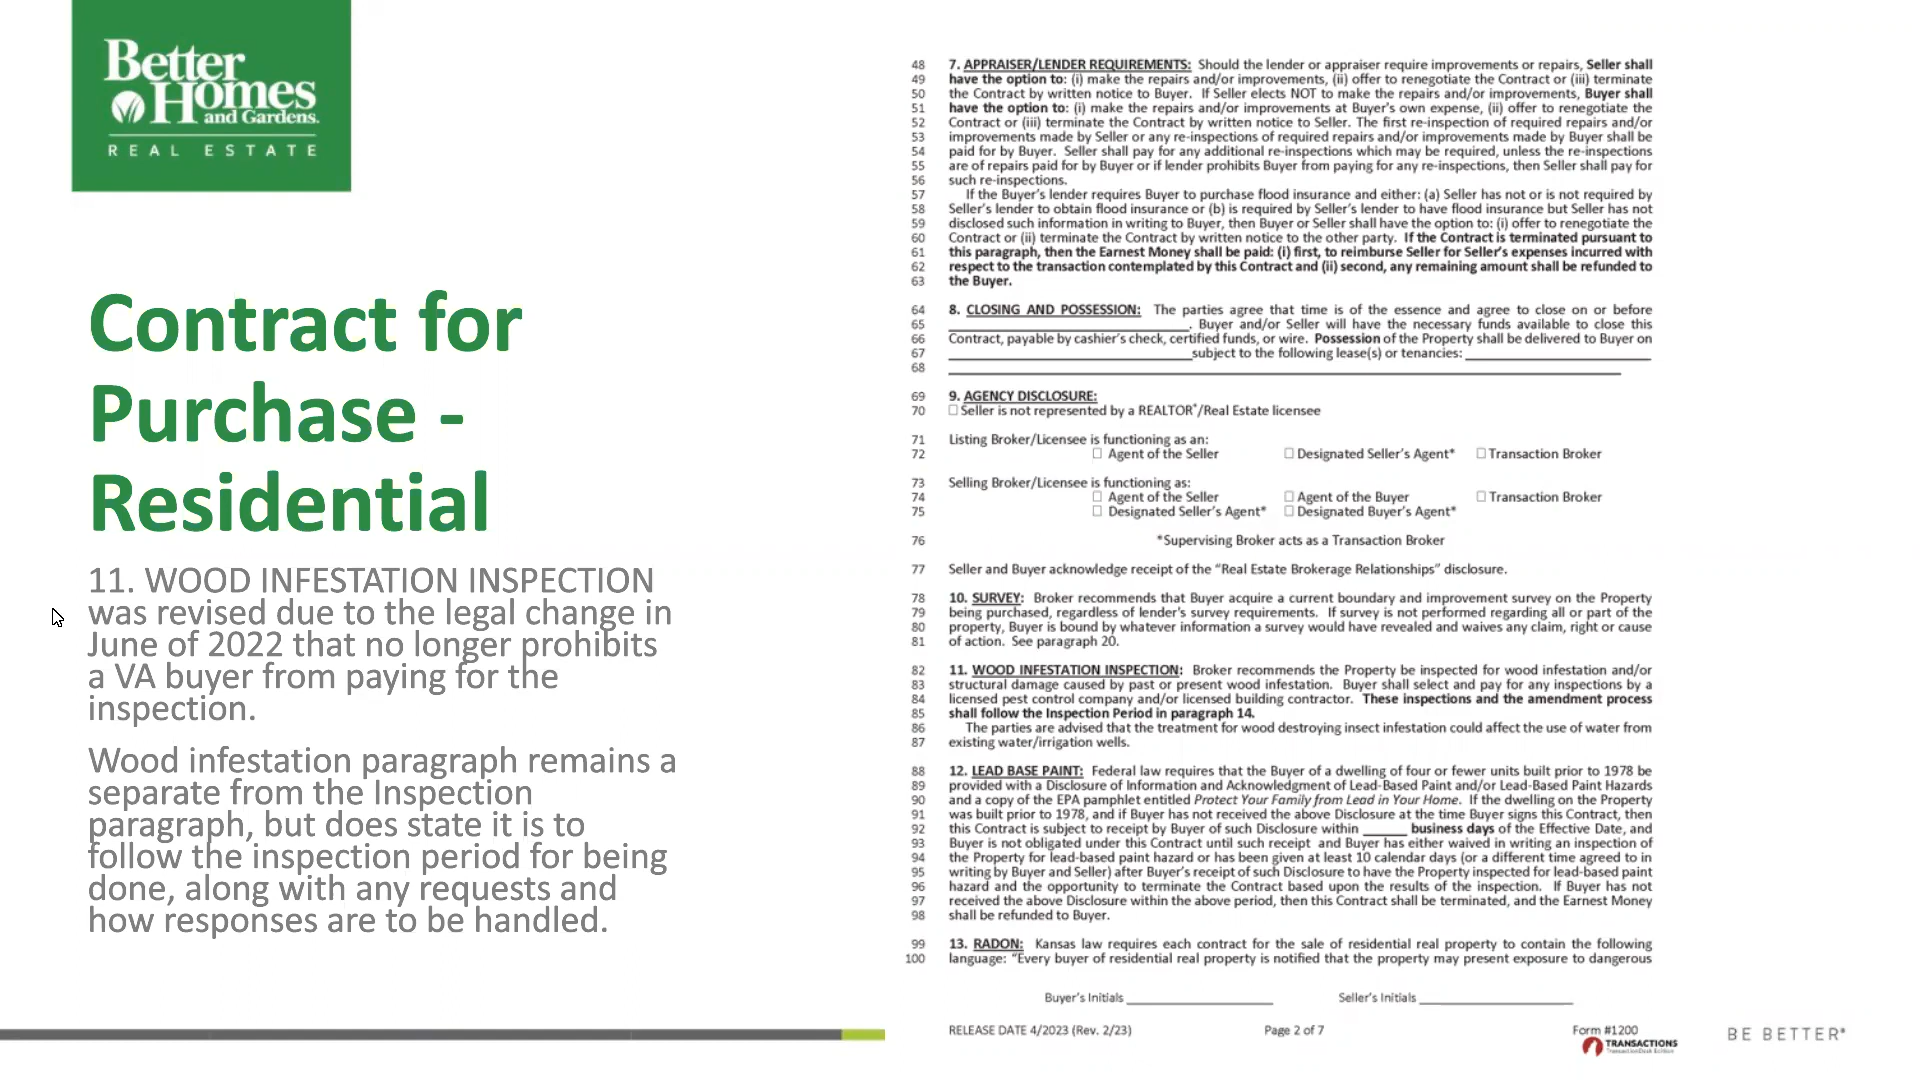 Better
Homes
and Gardens.
REAL ESTATE
Contract for
Purchase -
Residential
11. WOOD INFESTATION INSPECTION
was revised due to the legal change in
June of 2022 that no longer prohibits
a VA buyer from paying for the
inspection.
Wood infestation paragraph remains a
separate from the Inspection
paragraph, but does state it is to
follow the inspection period for being
done, along with any requests and
how responses are to be handled.
48 7. APPRAISER/LENDER REQUIREMENTS: Should the lender or appraiser require improvements or repairs, Seller shall
49 have the option to: (i) make the repairs and/or improvements, (ii) offer to renegotiate the Contract or (iii) terminate
50 the Contract by written notice to Buyer. If Seller elects NOT to make the repairs and/or improvements, Buyer shall
51 have the option to: (i) make the repairs and/or improvements at Buyer's own expense, (ii) offer to renegotiate the
52 Contract or (iii) terminate the Contract by written notice to Seller. The first re-inspection of required repairs and/or
53 improvements made by Seller or any re-inspections of required repairs and/or improvements made by Buyer shall be
54 paid for by Buyer. Seller shall pay for any additional re-inspections which may be required, unless the re-inspections
55 are of repairs paid for by Buyer or if lender prohibits Buyer from paying for any re-inspections, then Seller shall pay for
56 such re-inspections.
57 If the Buyer's lender requires Buyer to purchase flood insurance and either: (a) Seller has not or is not required by
58 Seller's lender to obtain flood insurance or (b) is required by Seller's lender to have flood insurance but Seller has not
59 disclosed such information in writing to Buyer, then Buyer or Seller shall have the option to: (i) offer to renegotiate the
60 Contract or (ii) terminate the Contract by written notice to the other party. If the Contract is terminated pursuant to
61 this paragraph, then the Earnest Money shall be paid: (i) first, to reimburse Seller for Seller's expenses incurred with
62 respect to the transaction contemplated by this Contract and (ii) second, any remaining amount shall be refunded to
63 the Buyer.
64 8. CLOSING AND POSSESSION: The parties agree that time is of the essence and agree to close on or before
65 ______________________________. Buyer and/or Seller will have the necessary funds available to close this
66 Contract, payable by cashier's check, certified funds, or wire. Possession of the Property shall be delivered to Buyer on
67 ______________________________subject to the following lease(s) or tenancies: ______________________
68 ____________________________________________________________
69 9. AGENCY DISCLOSURE:
70 ☐ Seller is not represented by a REALTOR®/Real Estate licensee
71 Listing Broker/Licensee is functioning as an:
72 ☐ Agent of the Seller ☐ Designated Seller's Agent* ☐ Transaction Broker
73 Selling Broker/Licensee is functioning as:
74 ☐ Agent of the Seller ☐ Agent of the Buyer ☐ Transaction Broker
75 ☐ Designated Seller's Agent* ☐ Designated Buyer's Agent*
76 *Supervising Broker acts as a Transaction Broker
77 Seller and Buyer acknowledge receipt of the "Real Estate Brokerage Relationships" disclosure.
78 10. SURVEY: Broker recommends that Buyer acquire a current boundary and improvement survey on the Property
79 being purchased, regardless of lender's survey requirements. If survey is not performed regarding all or part of the
80 property, Buyer is bound by whatever information a survey would have revealed and waives any claim, right or cause
81 of action. See paragraph 20.
82 11. WOOD INFESTATION INSPECTION: Broker recommends the Property be inspected for wood infestation and/or
83 structural damage caused by past or present wood infestation. Buyer shall select and pay for any inspections by a
84 licensed pest control company and/or licensed building contractor. These inspections and the amendment process
85 shall follow the Inspection Period in paragraph 14.
86 The parties are advised that the treatment for wood destroying insect infestation could affect the use of water from
87 existing water/irrigation wells.
88 12. LEAD BASE PAINT: Federal law requires that the Buyer of a dwelling of four or fewer units built prior to 1978 be
89 provided with a Disclosure of Information and Acknowledgment of Lead-Based Paint and/or Lead-Based Paint Hazards
90 and a copy of the EPA pamphlet entitled Protect Your Family from Lead in Your Home. If the dwelling on the Property
91 was built prior to 1978, and if Buyer has not received the above Disclosure at the time Buyer signs this Contract, then
92 this Contract is subject to receipt by Buyer of such Disclosure within ______ business days of the Effective Date, and
93 Buyer is not obligated under this Contract until such receipt and Buyer has either waived in writing an inspection of
94 the Property for lead-based paint hazard or has been given at least 10 calendar days (or a different time agreed to in
95 writing by Buyer and Seller) after Buyer's receipt of such Disclosure to have the Property inspected for lead-based paint
96 hazard and the opportunity to terminate the Contract based upon the results of the inspection. If Buyer has not
97 received the above Disclosure within the above period, then this Contract shall be terminated, and the Earnest Money
98 shall be refunded to Buyer.
99 13. RADON: Kansas law requires each contract for the sale of residential real property to contain the following
100 language: "Every buyer of residential real property is notified that the property may present exposure to dangerous
Buyer's Initials __________________ Seller's Initials __________________
RELEASE DATE 4/2023 (Rev. 2/23) Page 2 of 7 Form #1200
TRANSACTIONS
TransactionDesk Edition
BE BETTER®